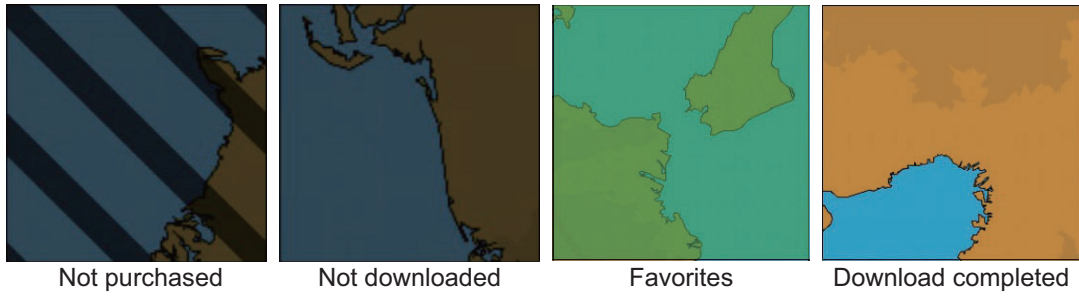 Not purchased
Not downloaded
Favorites
Download completed